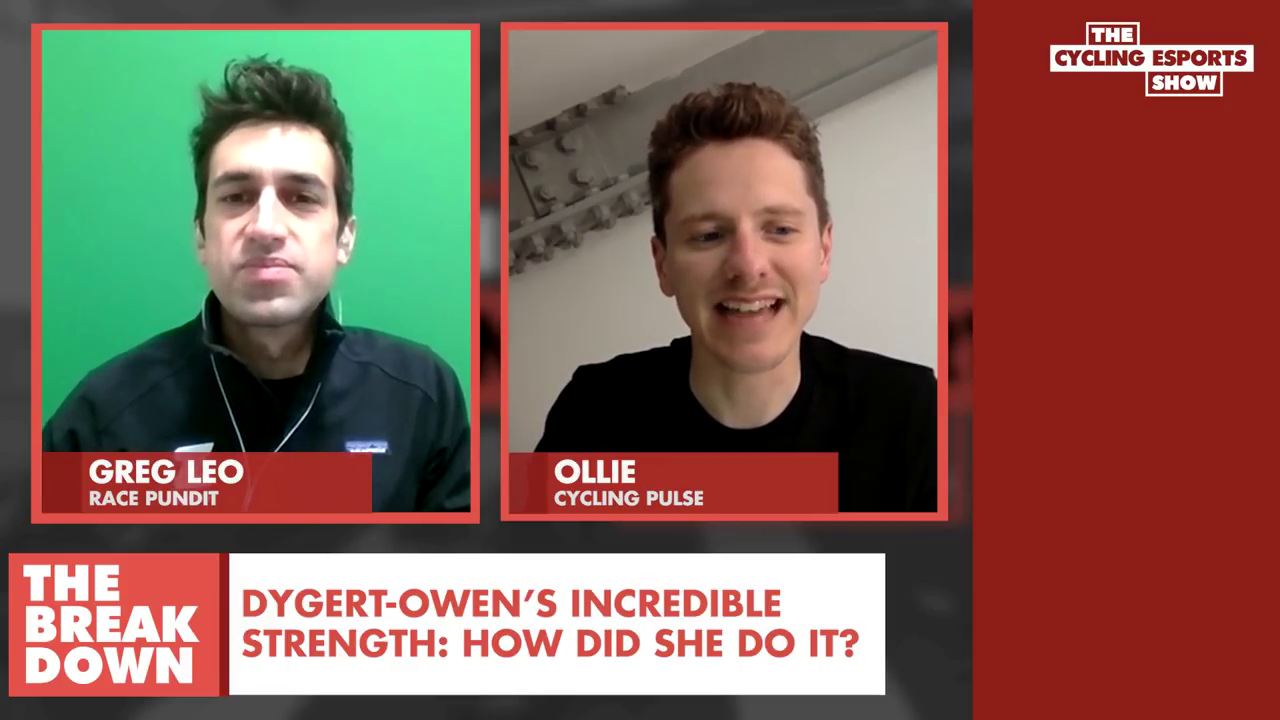 THE
CYCLING ESPORTS
SHOW
GREG LEO
RACE PUNDIT
OLLIE
CYCLING PULSE
THE
BREAK
DOWN
DYGERT-OWEN'S INCREDIBLE
STRENGTH: HOW DID SHE DO IT?